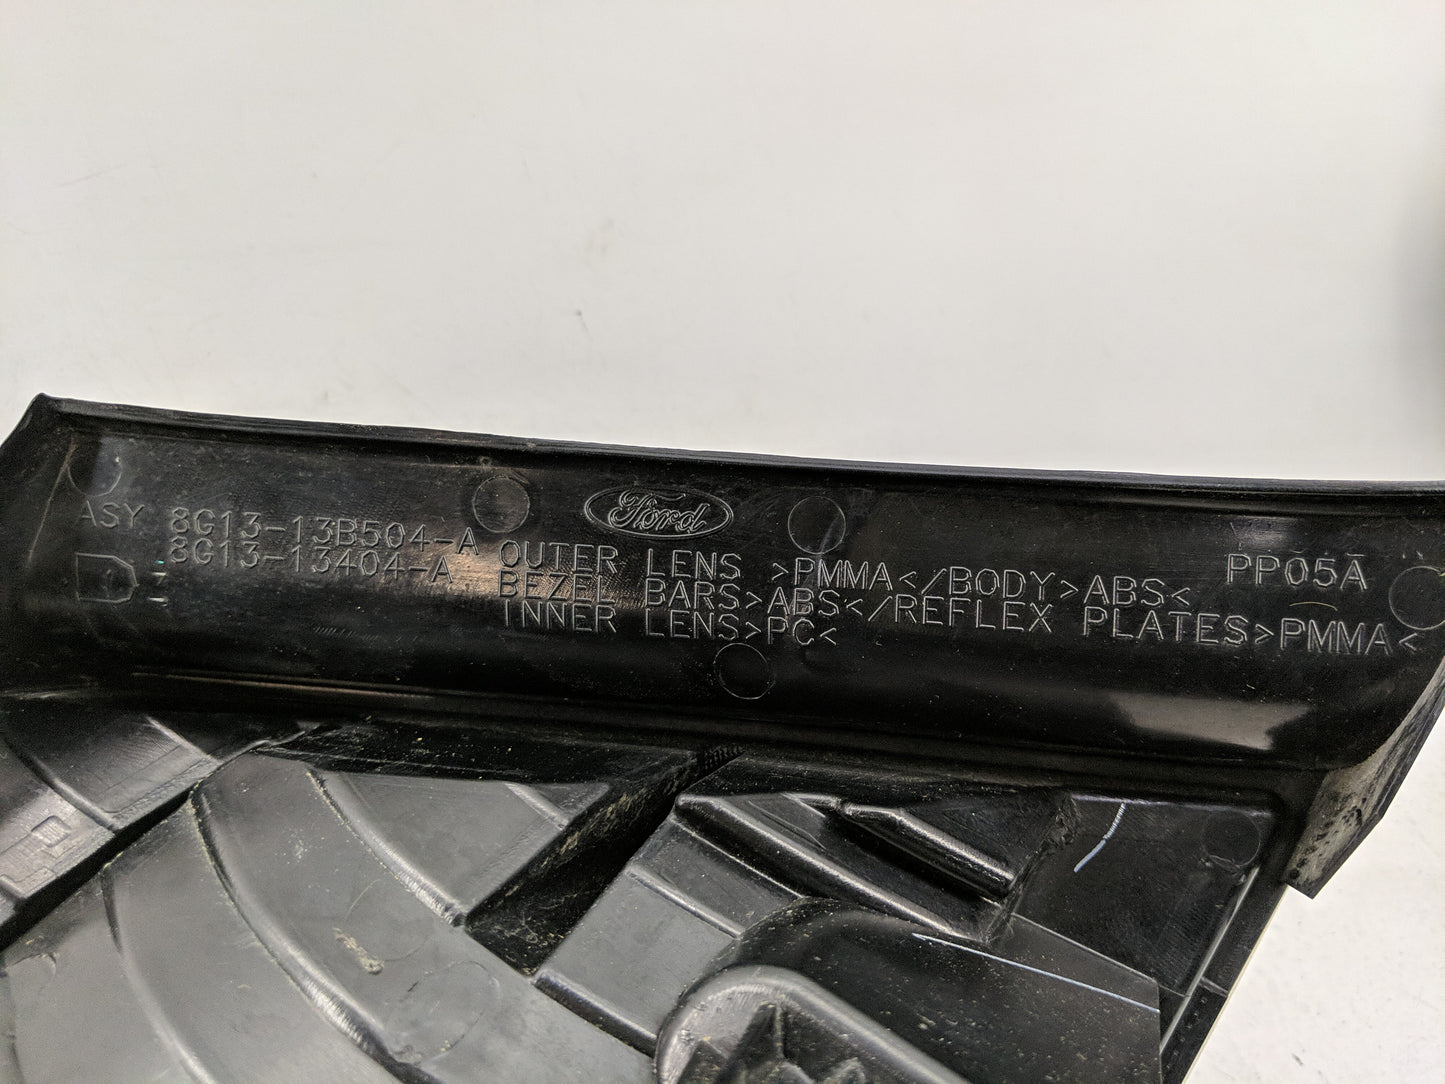 ASY 8G13-13B504-A
8G13-13404-A
Ford
OUTER LENS >PMMA</BODY>ABS<
BEZEL BARS>ABS</REFLEX PLATES>PMMA<
INNER LENS>PC<
PP05A